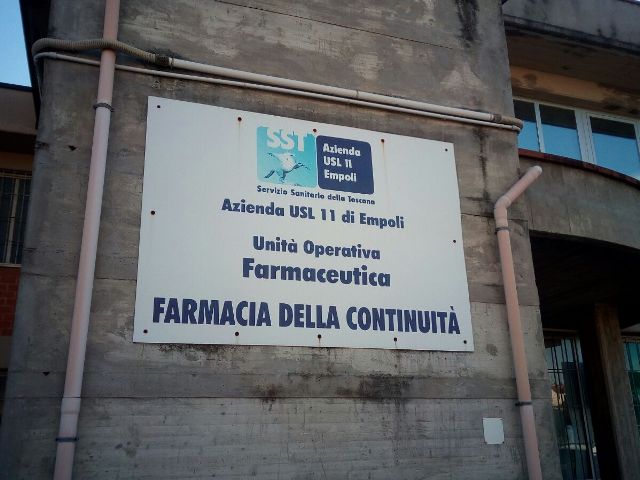 SST
Azienda
USL 11
Empoli
Servizio Sanitario della Toscana
Azienda USL 11 di Empoli
Unità Operativa
Farmaceutica
FARMACIA DELLA CONTINUITÀ